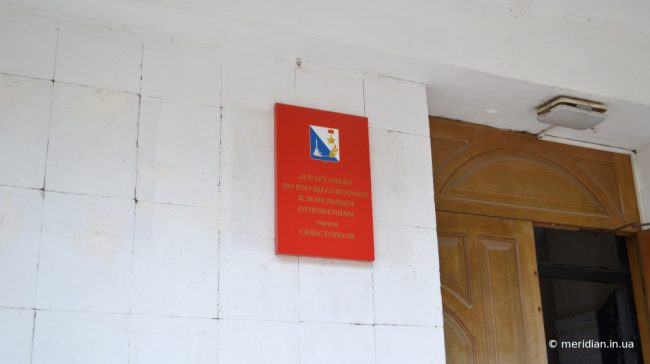 ДЕПАРТАМЕНТ
ПО ИМУЩЕСТВЕННЫМ
И ЗЕМЕЛЬНЫМ
ОТНОШЕНИЯМ
города
СЕВАСТОПОЛЯ
© meridian.in.ua